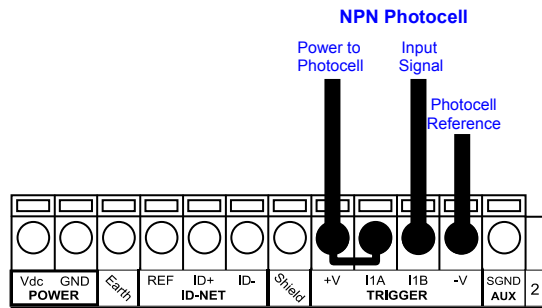 NPN Photocell
Power to
Photocell
Input
Signal
Photocell
Reference
Vdc GND Earth REF ID+ ID- Shield +V I1A I1B -V SGND 2
POWER ID-NET TRIGGER AUX